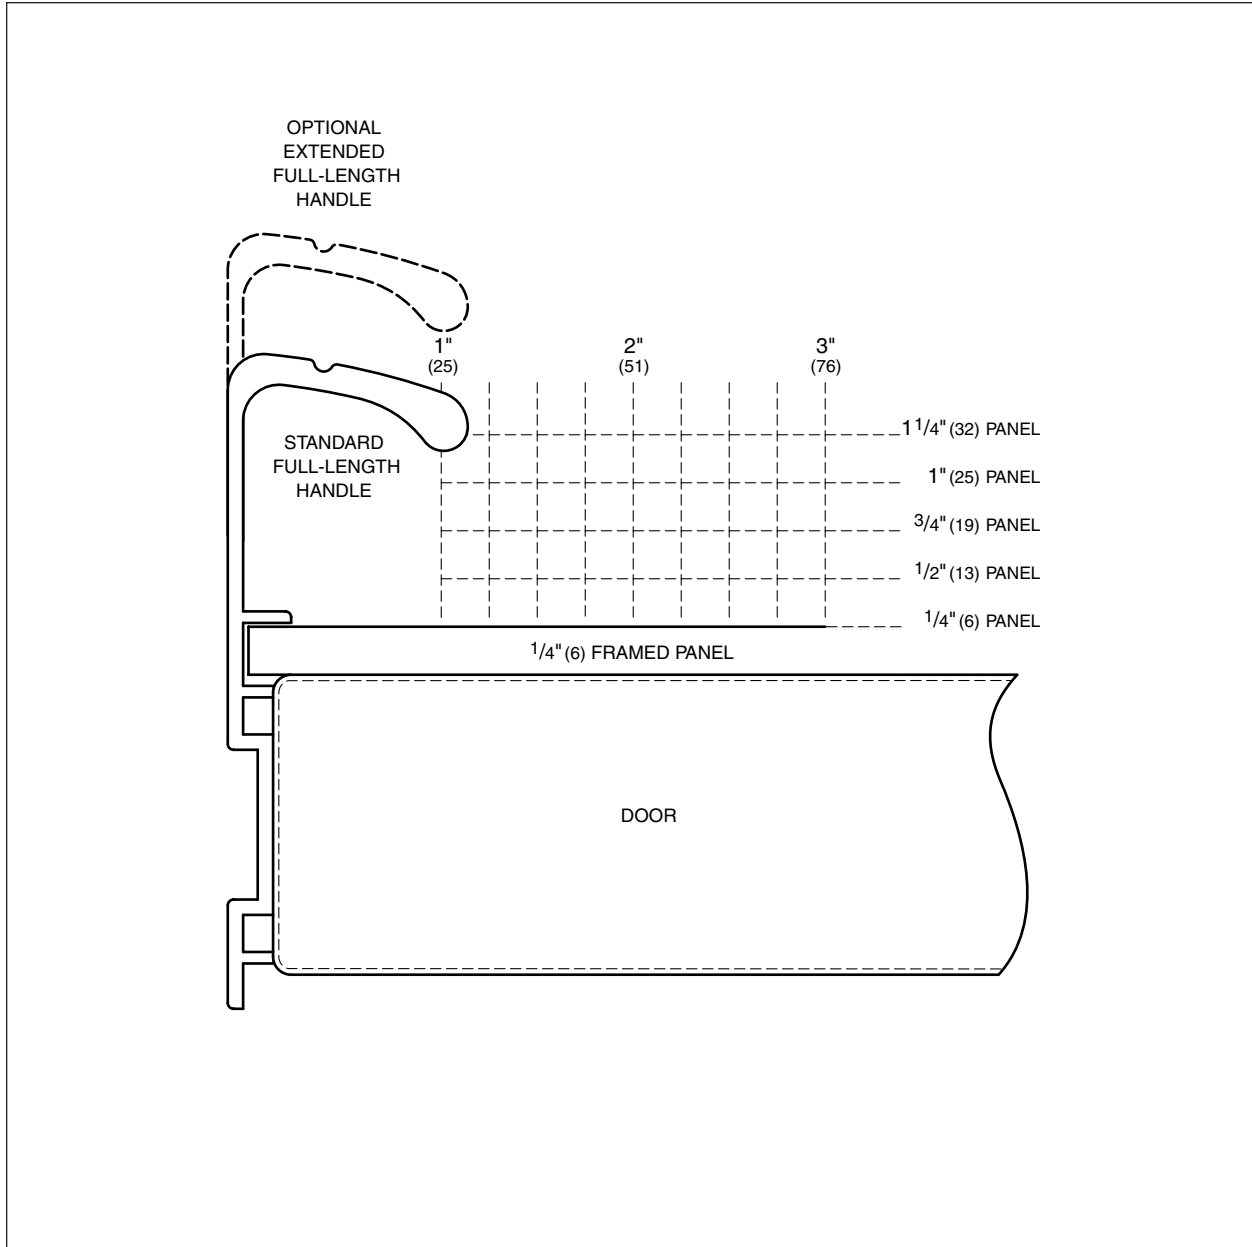 OPTIONAL
EXTENDED
FULL-LENGTH
HANDLE
1" 2" 3"
(25) (51) (76)
STANDARD
FULL-LENGTH
HANDLE
1 1/4" (32) PANEL
1" (25) PANEL
3/4" (19) PANEL
1/2" (13) PANEL
1/4" (6) PANEL
1/4" (6) FRAMED PANEL
DOOR